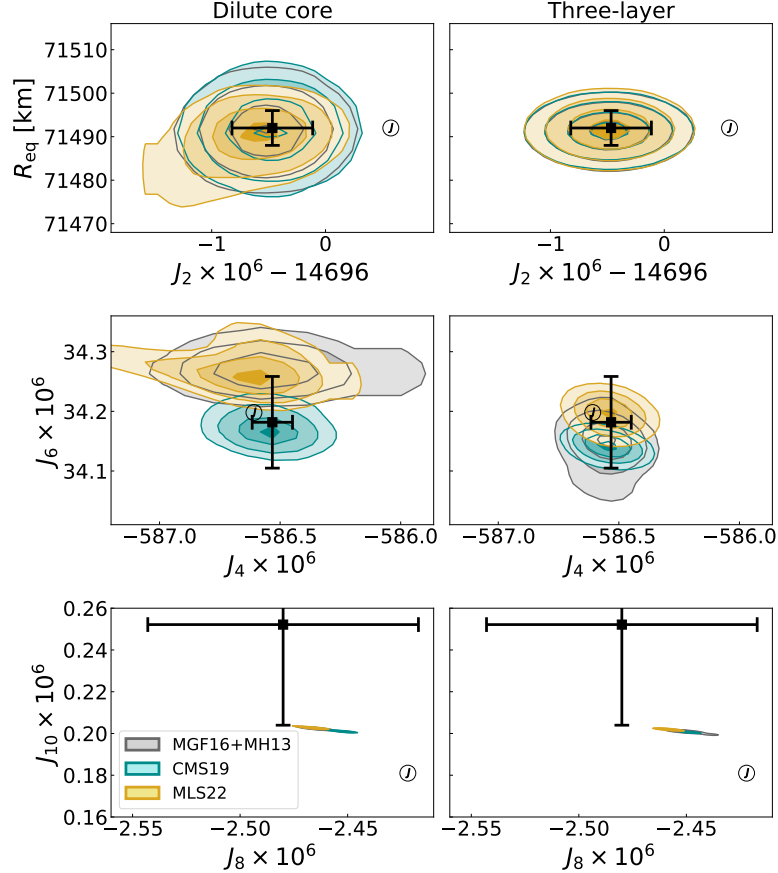 Dilute core
Three-layer
71510
71500
71490
71480
71470
R_eq [km]
J
J
−1
0
−1
0
J_2 × 10^6 − 14696
J_2 × 10^6 − 14696
34.3
34.2
34.1
J_6 × 10^6
J
J
−587.0
−586.5
−586.0
−587.0
−586.5
−586.0
J_4 × 10^6
J_4 × 10^6
0.26
0.24
0.22
0.20
0.18
0.16
J_10 × 10^6
MGF16+MH13
CMS19
MLS22
J
J
−2.55
−2.50
−2.45
−2.55
−2.50
−2.45
J_8 × 10^6
J_8 × 10^6